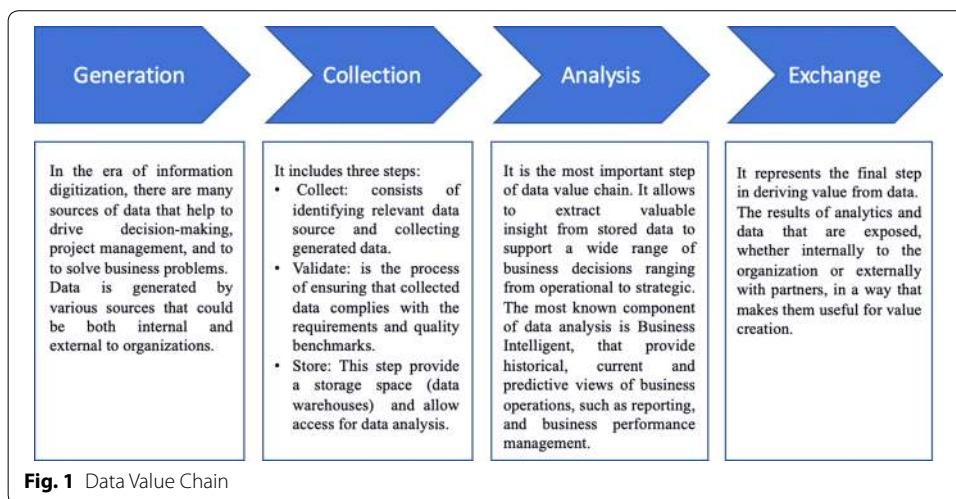 Generation
Collection
Analysis
Exchange
In the era of information
digitization, there are many
sources of data that help to
drive decision-making,
project management, and to
to solve business problems.
Data is generated by
various sources that could
be both internal and
external to organizations.
It includes three steps:
• Collect: consists of
identifying relevant data
source and collecting
generated data.
• Validate: is the process
of ensuring that collected
data complies with the
requirements and quality
benchmarks.
• Store: This step provide
a storage space (data
warehouses) and allow
access for data analysis.
It is the most important step
of data value chain. It allows
to extract valuable
insight from stored data to
support a wide range of
business decisions ranging
from operational to strategic.
The most known component
of data analysis is Business
Intelligent, that provide
historical, current and
predictive views of business
operations, such as reporting,
and business performance
management.
It represents the final step
in deriving value from data.
The results of analytics and
data that are exposed,
whether internally to the
organization or externally
with partners, in a way that
makes them useful for value
creation.
Fig. 1 Data Value Chain